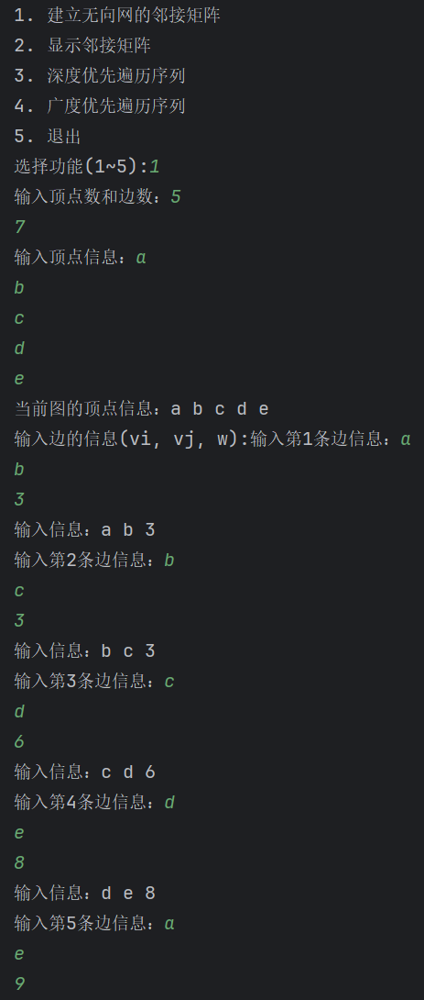 1. 建立无向网的邻接矩阵
2. 显示邻接矩阵
3. 深度优先遍历序列
4. 广度优先遍历序列
5. 退出
选择功能(1~5):1
输入顶点数和边数：5
7
输入顶点信息：a
b
c
d
e
当前图的顶点信息：a b c d e
输入边的信息(vi, vj, w):输入第1条边信息：a
b
3
输入信息：a b 3
输入第2条边信息：b
c
3
输入信息：b c 3
输入第3条边信息：c
d
6
输入信息：c d 6
输入第4条边信息：d
e
8
输入信息：d e 8
输入第5条边信息：a
e
9